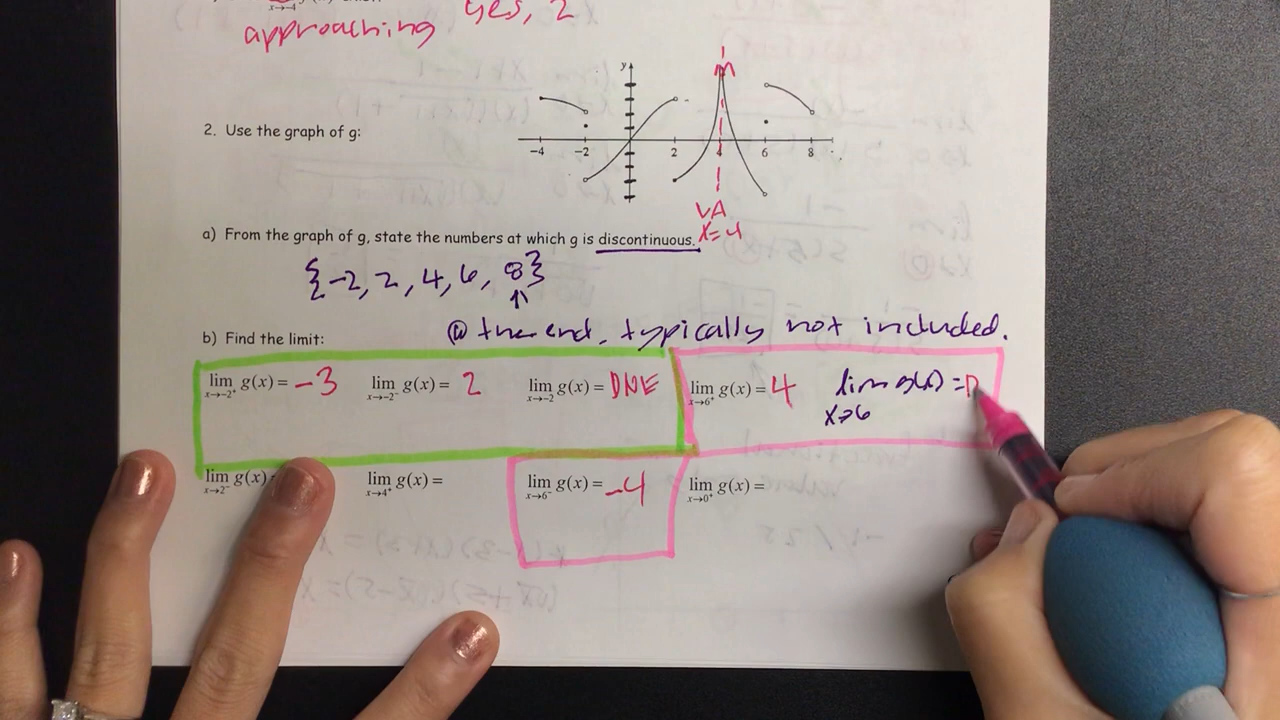 yes, 2
approaching
2. Use the graph of g:
y
-4 -2 2 4 6 8
VA
x=4
a) From the graph of g, state the numbers at which g is discontinuous.
{-2, 2, 4, 6, 8}
@ the end, typically not included.
b) Find the limit:
lim x→-2⁺ g(x) = -3 lim x→-2⁻ g(x) = 2 lim x→-2 g(x) = DNE lim x→6⁺ g(x) = 4 lim x→6 g(x) = D
lim x→2⁻ g(x) lim x→4⁺ g(x) = lim x→6⁻ g(x) = -4 lim x→0⁺ g(x) =